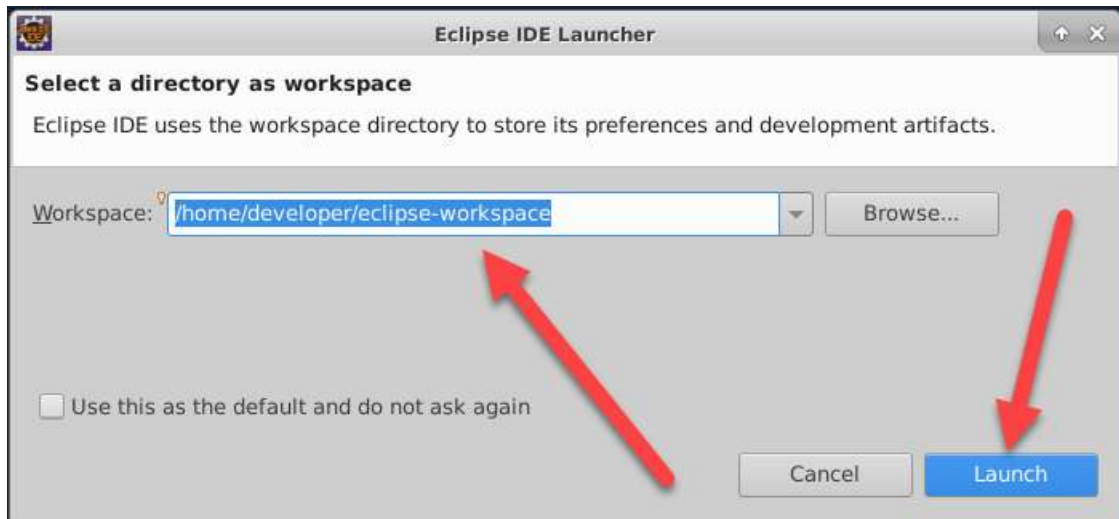 Eclipse IDE Launcher
Select a directory as workspace
Eclipse IDE uses the workspace directory to store its preferences and development artifacts.
Workspace: /home/developer/eclipse-workspace Browse...
Use this as the default and do not ask again
Cancel Launch